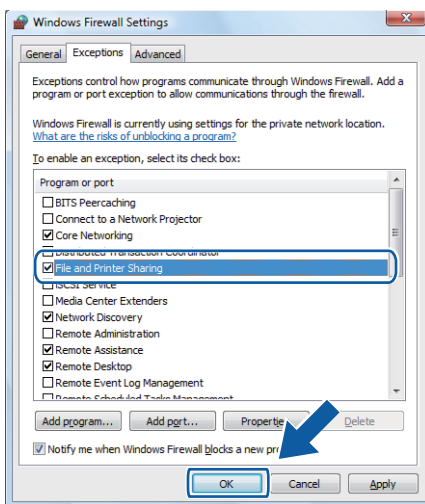 Windows Firewall Settings
General Exceptions Advanced
Exceptions control how programs communicate through Windows Firewall. Add a
program or port exception to allow communications through the firewall.
Windows Firewall is currently using settings for the private network location.
What are the risks of unblocking a program?
To enable an exception, select its check box:
Program or port
BITS Peercaching
Connect to a Network Projector
Core Networking
Distributed Transaction Coordinator
File and Printer Sharing
iSCSI Service
Media Center Extenders
Network Discovery
Remote Administration
Remote Assistance
Remote Desktop
Remote Event Log Management
Remote Scheduled Tasks Management
Add program... Add port... Delete
Notify me when Windows Firewall blocks a new
OK Cancel Apply